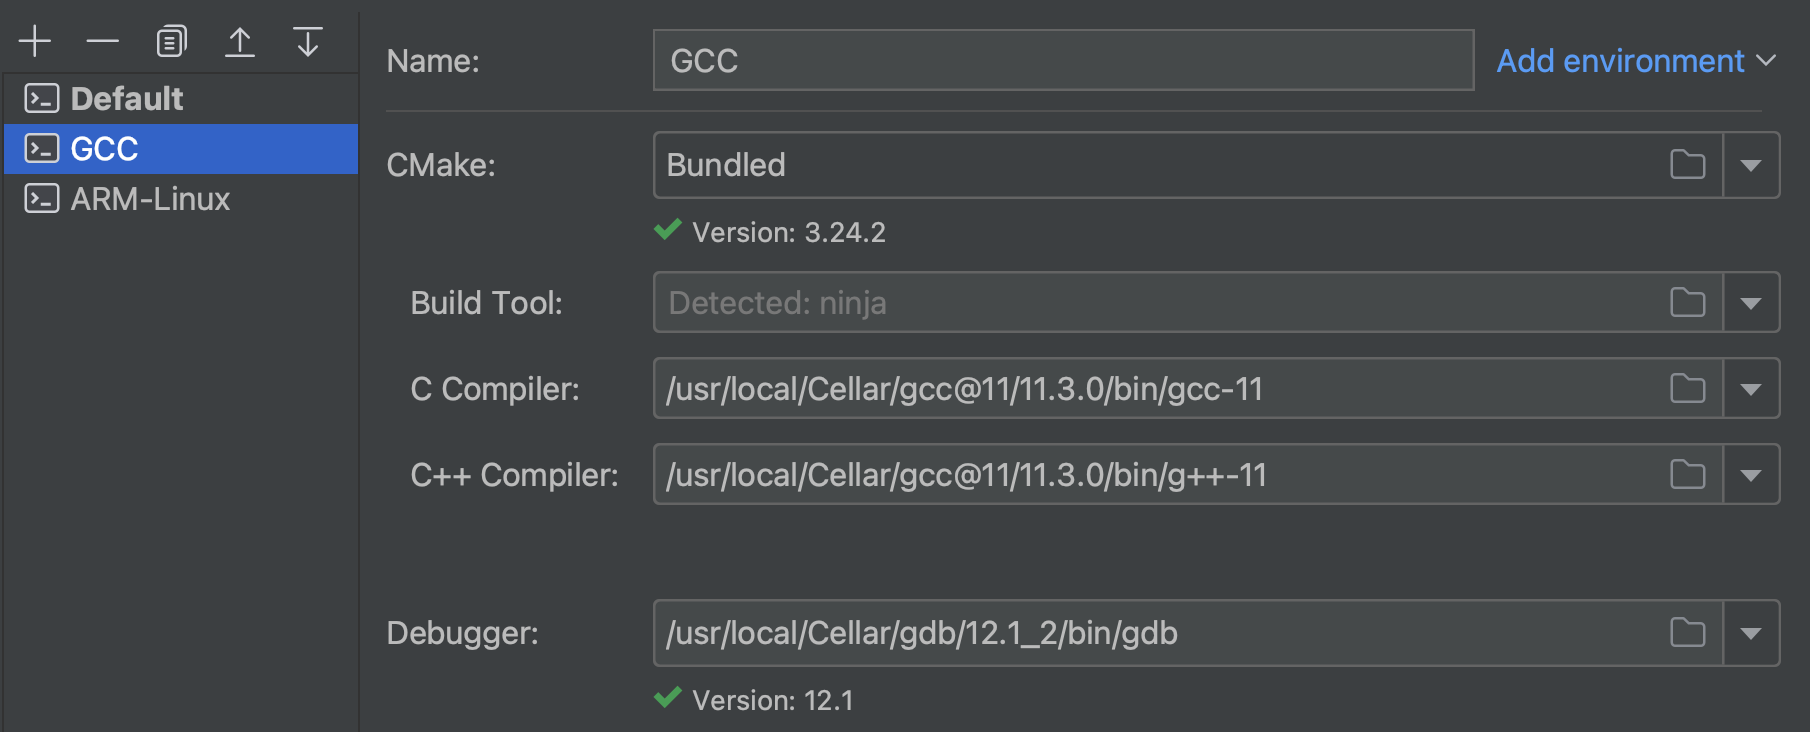 Default
GCC
ARM-Linux
Name: GCC Add environment
CMake: Bundled
Version: 3.24.2
Build Tool: Detected: ninja
C Compiler: /usr/local/Cellar/gcc@11/11.3.0/bin/gcc-11
C++ Compiler: /usr/local/Cellar/gcc@11/11.3.0/bin/g++-11
Debugger: /usr/local/Cellar/gdb/12.1_2/bin/gdb
Version: 12.1